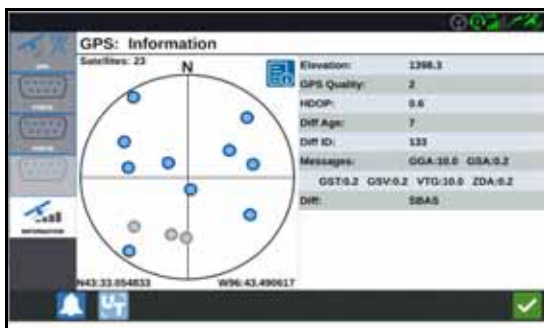 GPS: Information
Satellites: 23
N
Elevation: 1398.3
GPS Quality: 2
HDOP: 0.6
Diff Age: 7
Diff ID: 133
Messages: GGA:10.0 GSA:0.2
GST:0.2 GSV:0.2 VTG:10.0 ZDA:0.2
Diff: SBAS
INFORMATION
N43:33.054833 W96:43.490617
UT